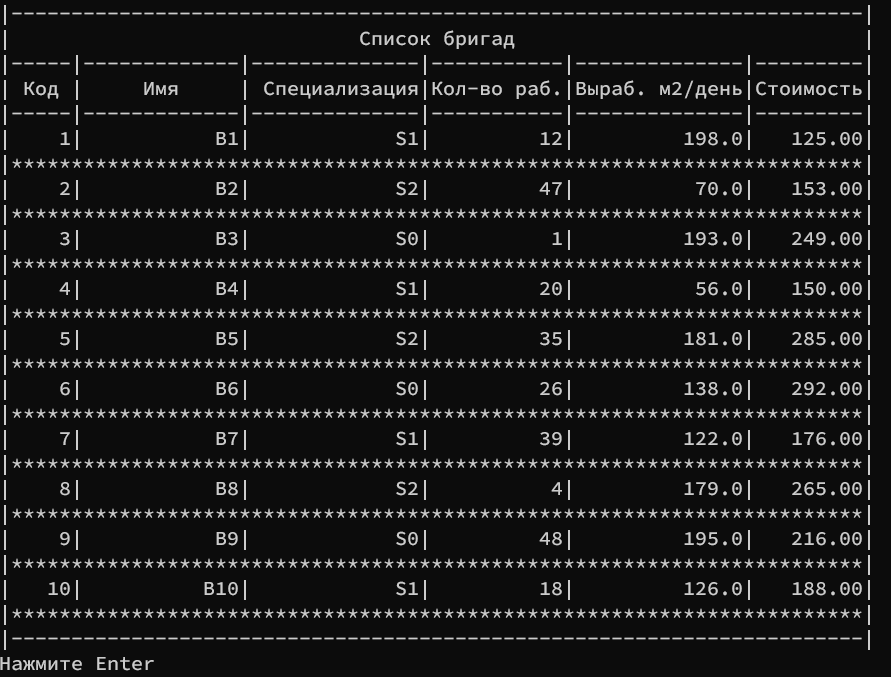 |-----------------------------------------------------------------------|
|                             Список бригад                             |
|-----|-------------|--------------|-----------|--------------|---------|
| Код |     Имя     | Специализация|Кол-во раб.|Выраб. м2/день|Стоимость|
|-----|-------------|--------------|-----------|--------------|---------|
|    1|           B1|            S1|         12|         198.0|   125.00|
|***********************************************************************|
|    2|           B2|            S2|         47|          70.0|   153.00|
|***********************************************************************|
|    3|           B3|            S0|          1|         193.0|   249.00|
|***********************************************************************|
|    4|           B4|            S1|         20|          56.0|   150.00|
|***********************************************************************|
|    5|           B5|            S2|         35|         181.0|   285.00|
|***********************************************************************|
|    6|           B6|            S0|         26|         138.0|   292.00|
|***********************************************************************|
|    7|           B7|            S1|         39|         122.0|   176.00|
|***********************************************************************|
|    8|           B8|            S2|          4|         179.0|   265.00|
|***********************************************************************|
|    9|           B9|            S0|         48|         195.0|   216.00|
|***********************************************************************|
|   10|          B10|            S1|         18|         126.0|   188.00|
|***********************************************************************|
|-----------------------------------------------------------------------|
Нажмите Enter